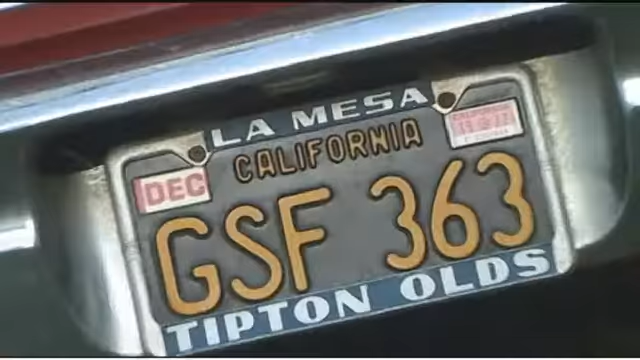 LA MESA
CALIFORNIA
DEC
GSF 363
TIPTON OLDS